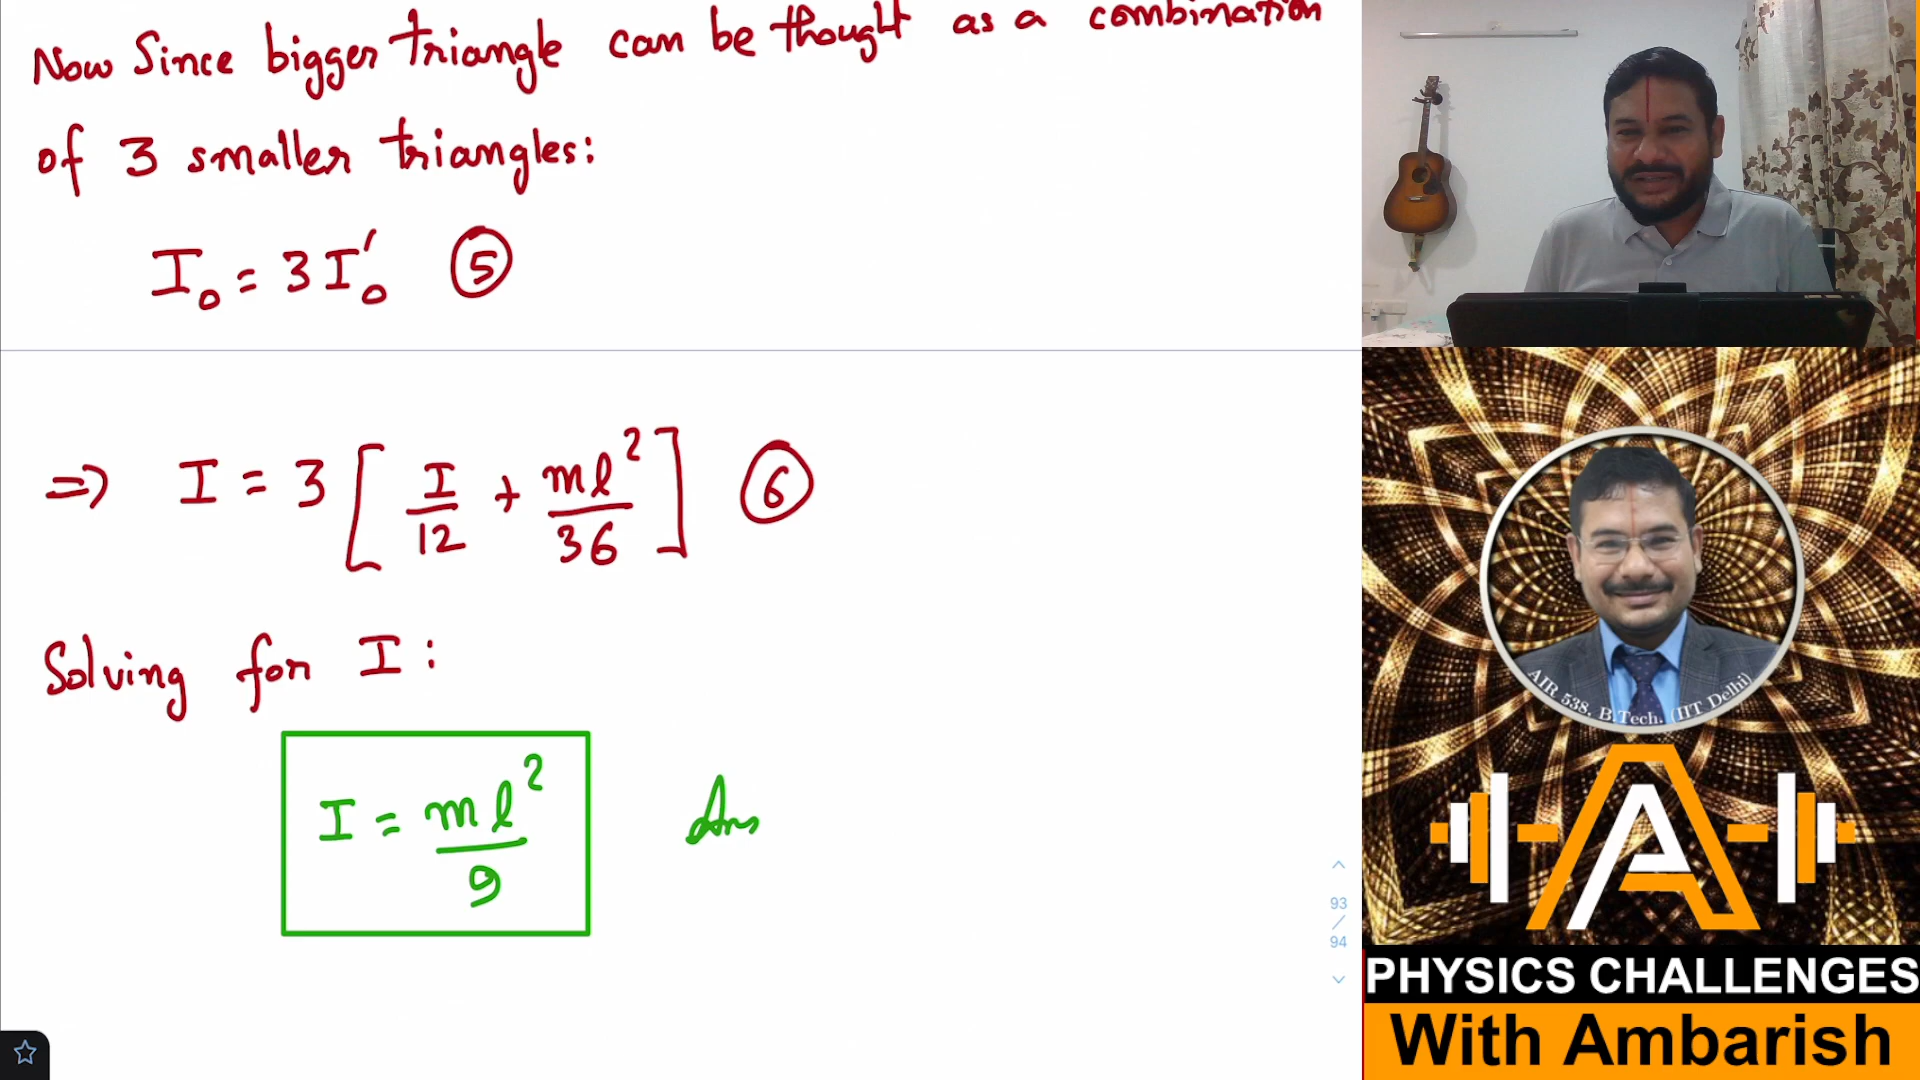 Now Since bigger triangle can be thought as a combination
of 3 smaller triangles:
I₀ = 3I₀′ ⑤
=> I = 3 [ I/12 + ml²/36 ] ⑥
Solving for I:
I = ml²/9 Ans
93
/
94
AIR 538, B.Tech. (IIT Delhi)
A
PHYSICS CHALLENGES
With Ambarish